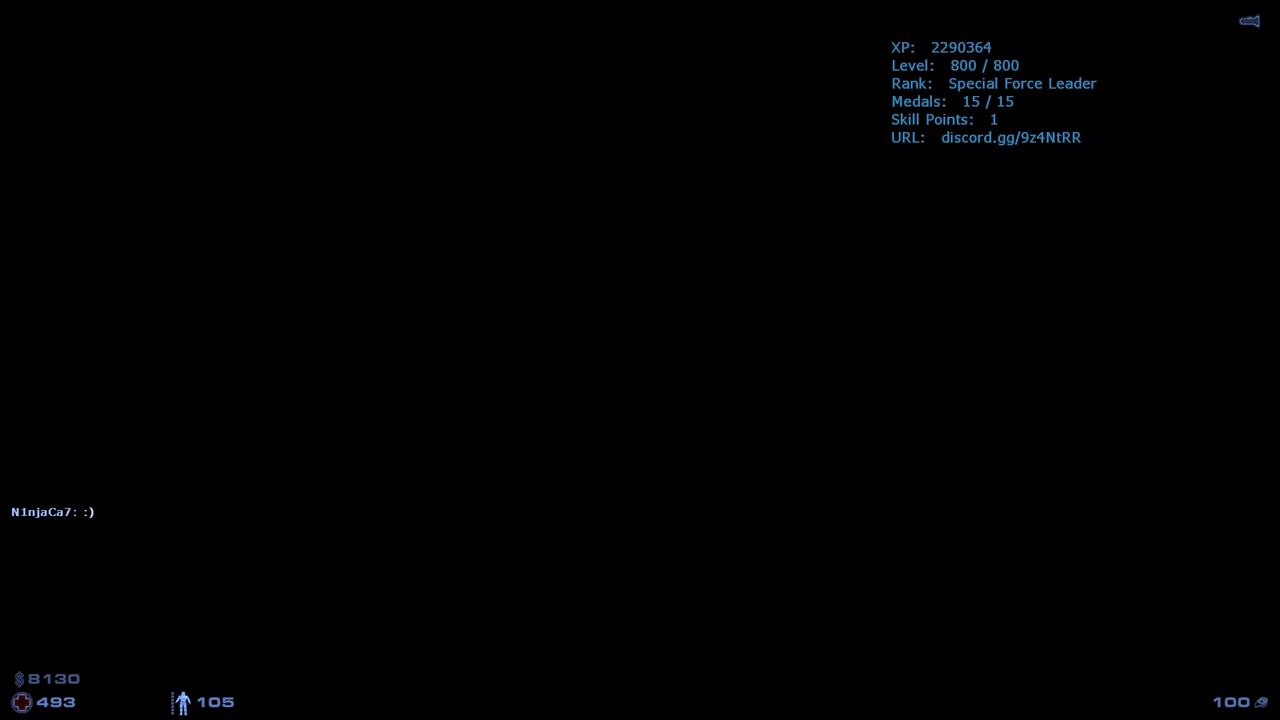 XP: 2290364
Level: 800 / 800
Rank: Special Force Leader
Medals: 15 / 15
Skill Points: 1
URL: discord.gg/9z4NtRR
N1njaCa7: :)
$8130
493
105
100